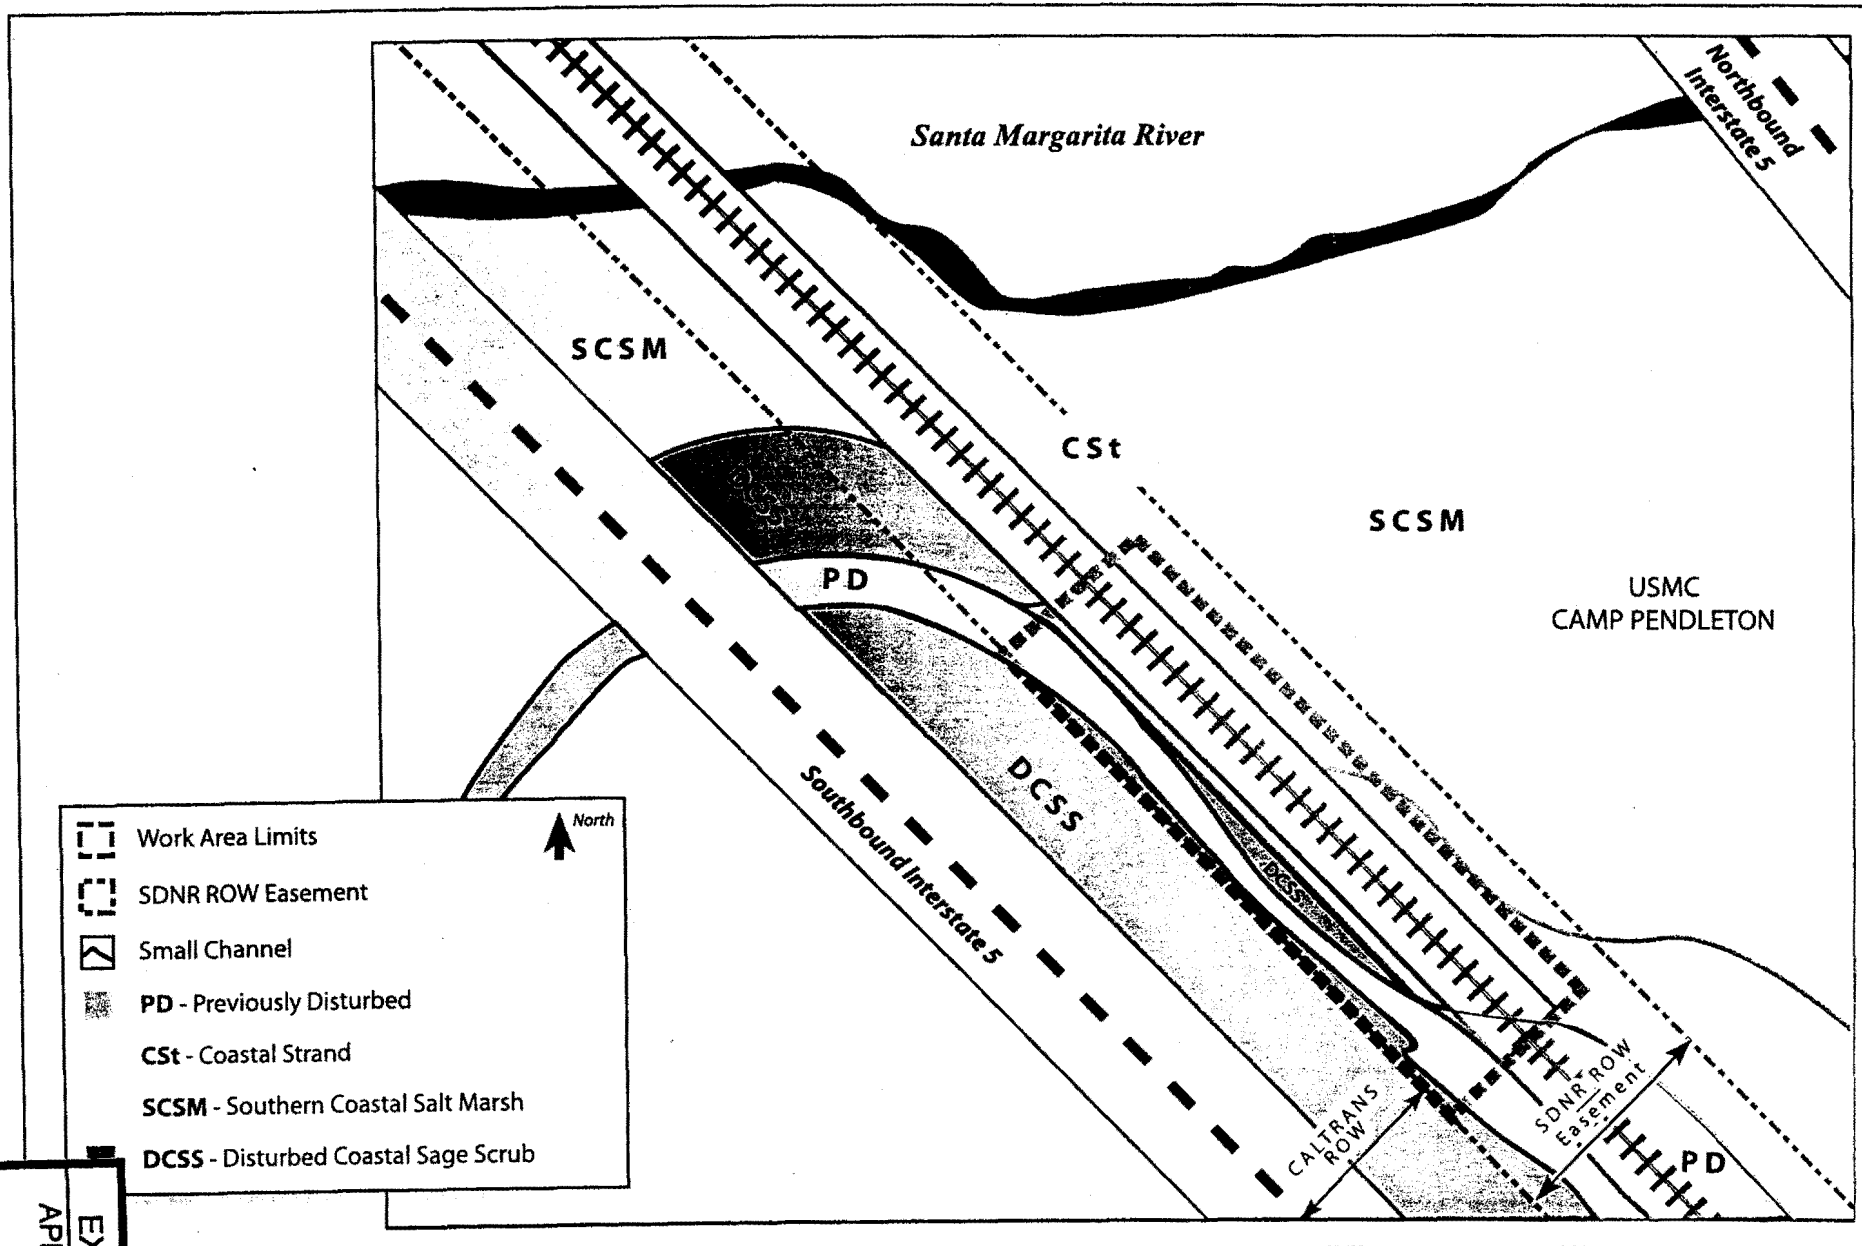 Northbound
Interstate 5
Santa Margarita River
SCSM
CSt
SCSM
PD
USMC
CAMP PENDLETON
DCSS
DCSS
Southbound Interstate 5
Work Area Limits
North
SDNR ROW Easement
Small Channel
PD - Previously Disturbed
CSt - Coastal Strand
SCSM - Southern Coastal Salt Marsh
DCSS - Disturbed Coastal Sage Scrub
CALTRANS
ROW
SDNR ROW
Easement
PD